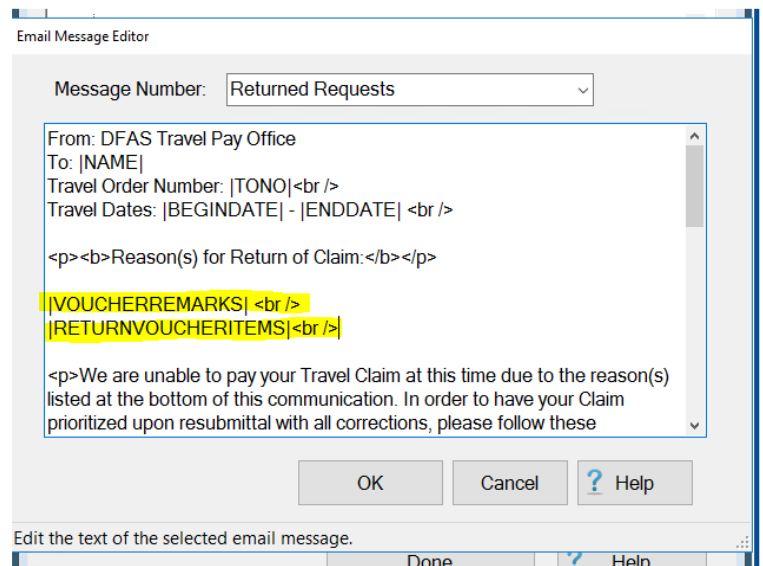 Email Message Editor
Message Number: Returned Requests
From: DFAS Travel Pay Office
To: |NAME|
Travel Order Number: |TONO|<br />
Travel Dates: |BEGINDATE| - |ENDDATE| <br />
<p><b>Reason(s) for Return of Claim:</b></p>
|VOUCHERREMARKS| <br />
|RETURNVOUCHERITEMS|<br />
<p>We are unable to pay your Travel Claim at this time due to the reason(s)
listed at the bottom of this communication. In order to have your Claim
prioritized upon resubmittal with all corrections, please follow these
OK Cancel ? Help
Edit the text of the selected email message.
Done ? Help